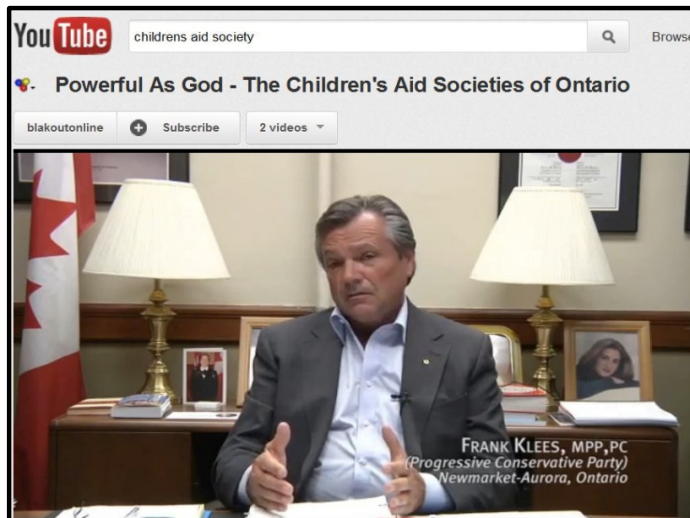 You Tube
childrens aid society
Browse
Powerful As God - The Children's Aid Societies of Ontario
blakoutonline
Subscribe
2 videos
FRANK KLEES, MPP,PC
(Progressive Conservative Party)
Newmarket-Aurora, Ontario